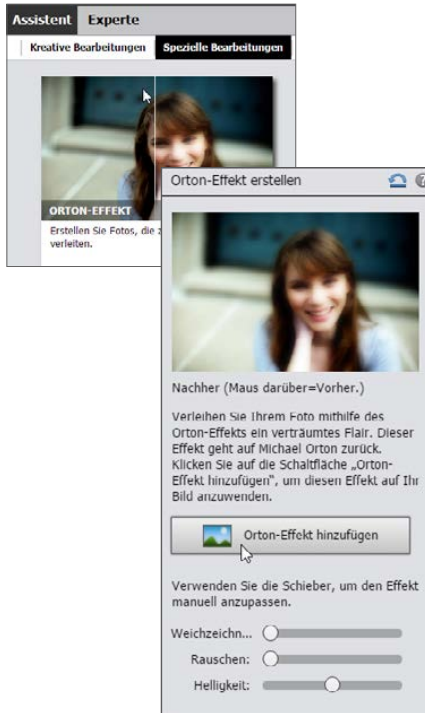 Assistent Experte
Kreative Bearbeitungen Spezielle Bearbeitungen
ORTON-EFFEKT
Erstellen Sie Fotos, die
verleiten.
Orton-Effekt erstellen
Nachher (Maus darüber=Vorher.)
Verleihen Sie Ihrem Foto mithilfe des
Orton-Effekts ein verträumtes Flair. Dieser
Effekt geht auf Michael Orton zurück.
Klicken Sie auf die Schaltfläche „Orton-
Effekt hinzufügen", um diesen Effekt auf Ihr
Bild anzuwenden.
Orton-Effekt hinzufügen
Verwenden Sie die Schieber, um den Effekt
manuell anzupassen.
Weichzeichn...
Rauschen:
Helligkeit: